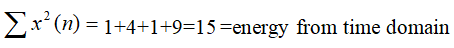 ∑x²(n) = 1+4+1+9=15 =energy from time domain